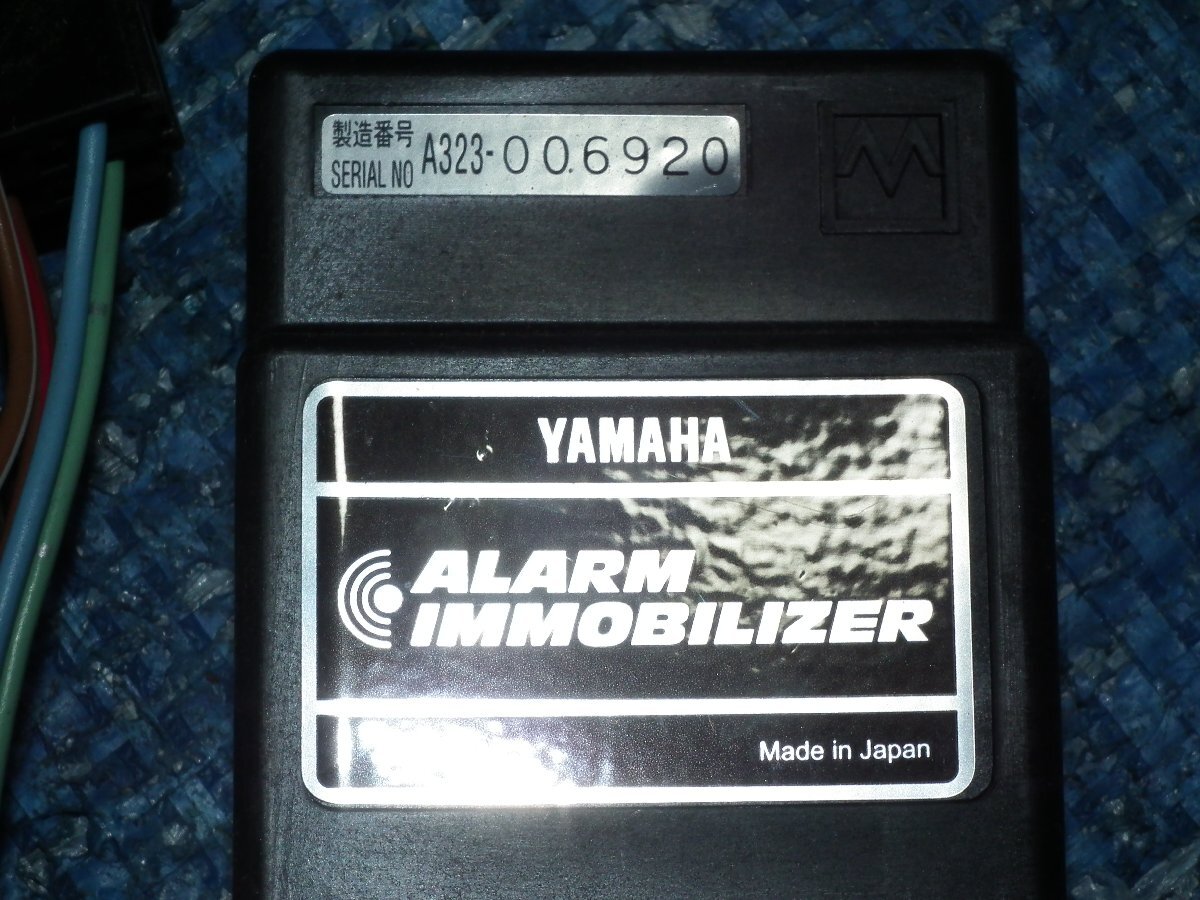 製造番号
SERIAL NO A323-006920
YAMAHA
ALARM
IMMOBILIZER
Made in Japan